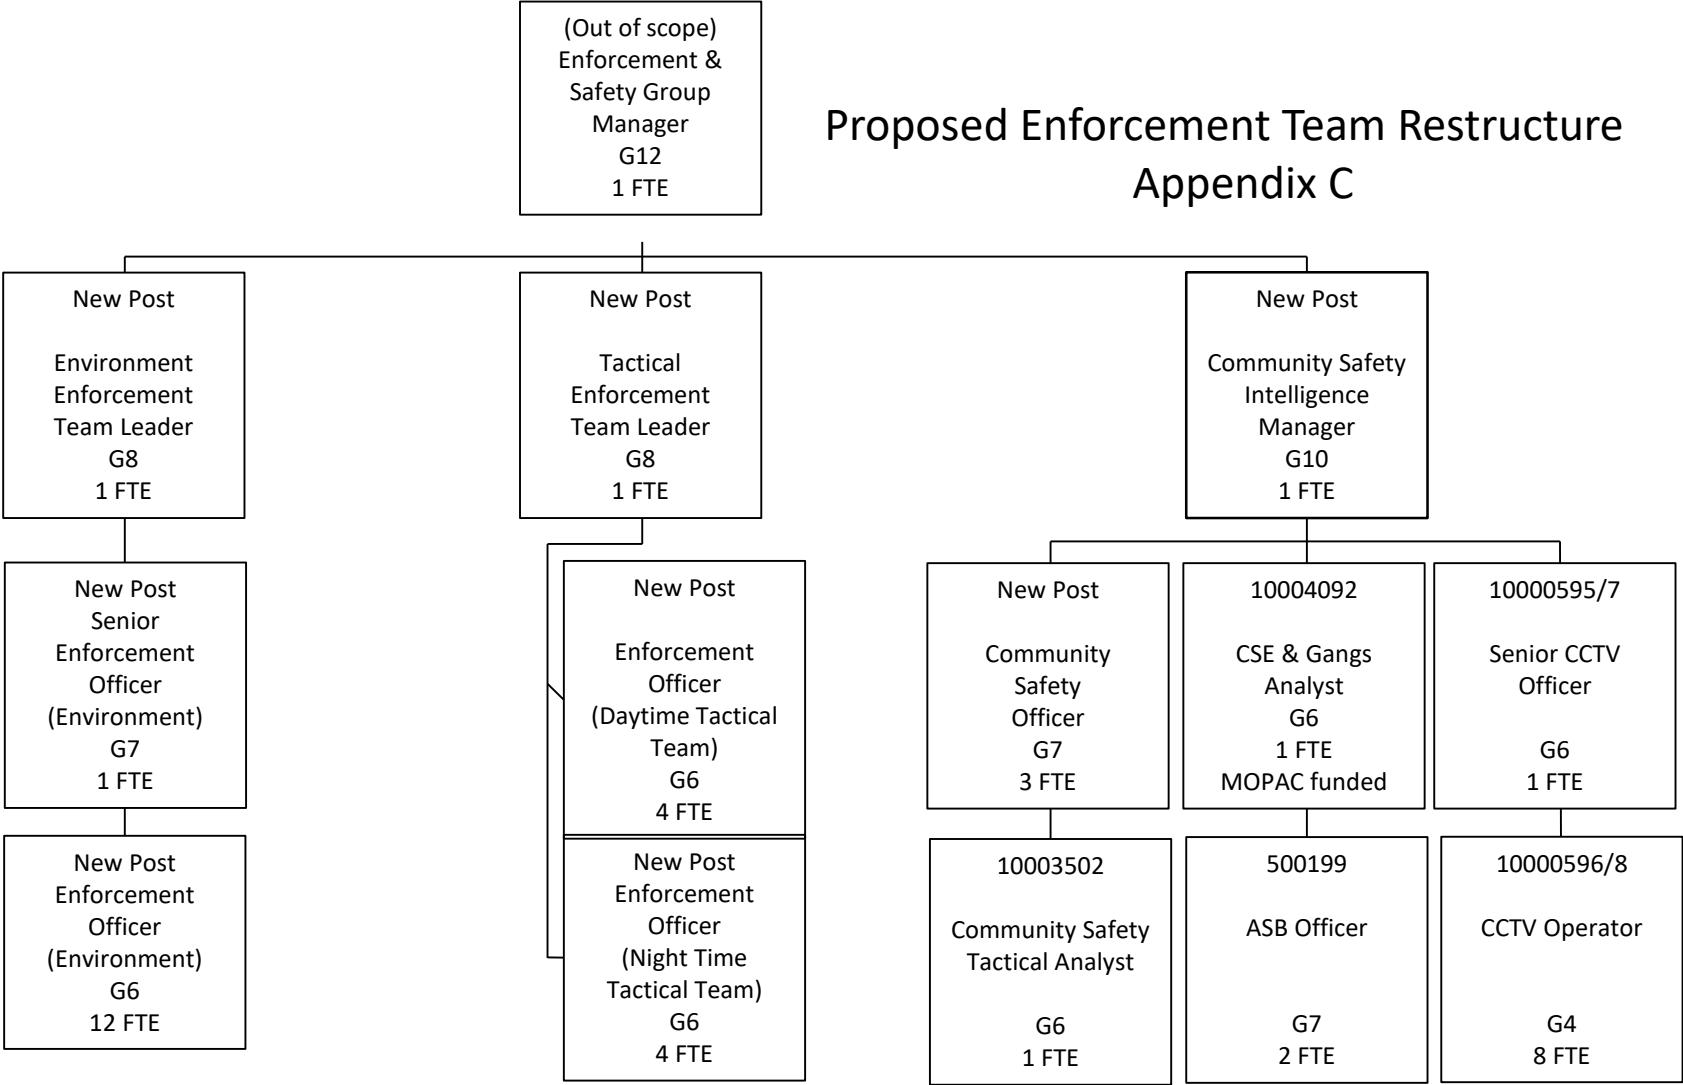 (Out of scope)
Enforcement &
Safety Group
Manager
G12
1 FTE
Proposed Enforcement Team Restructure
Appendix C
New Post
Environment
Enforcement
Team Leader
G8
1 FTE
New Post
Tactical
Enforcement
Team Leader
G8
1 FTE
New Post
Community Safety
Intelligence
Manager
G10
1 FTE
New Post
Senior
Enforcement
Officer
(Environment)
G7
1 FTE
New Post
Enforcement
Officer
(Daytime Tactical
Team)
G6
4 FTE
New Post
Community
Safety
Officer
G7
3 FTE
10004092
CSE & Gangs
Analyst
G6
1 FTE
MOPAC funded
10000595/7
Senior CCTV
Officer
G6
1 FTE
New Post
Enforcement
Officer
(Environment)
G6
12 FTE
New Post
Enforcement
Officer
(Night Time
Tactical Team)
G6
4 FTE
10003502
Community Safety
Tactical Analyst
G6
1 FTE
500199
ASB Officer
G7
2 FTE
10000596/8
CCTV Operator
G4
8 FTE